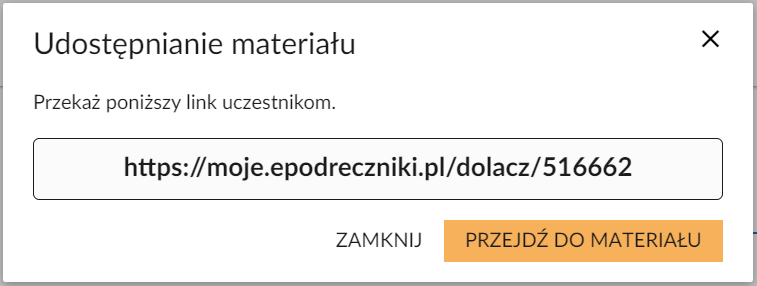 Udostępnianie materiału
Przekaż poniższy link uczestnikom.
https://moje.epodreczniki.pl/dolacz/516662
ZAMKNIJ
PRZEJDŹ DO MATERIAŁU